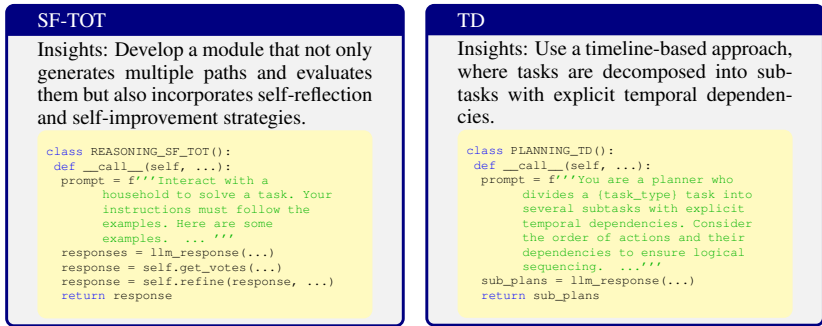 SF-TOT
Insights: Develop a module that not only
generates multiple paths and evaluates
them but also incorporates self-reflection
and self-improvement strategies.
class REASONING_SF_TOT():
def __call__(self, ...):
prompt = f'''Interact with a
household to solve a task. Your
instructions must follow the
examples. Here are some
examples. ... '''
responses = llm_response(...)
response = self.get_votes(...)
response = self.refine(response, ...)
return response
TD
Insights: Use a timeline-based approach,
where tasks are decomposed into sub-
tasks with explicit temporal dependen-
cies.
class PLANNING_TD():
def __call__(self, ...):
prompt = f'''You are a planner who
divides a {task_type} task into
several subtasks with explicit
temporal dependencies. Consider
the order of actions and their
dependencies to ensure logical
sequencing. ...'''
sub_plans = llm_response(...)
return sub_plans